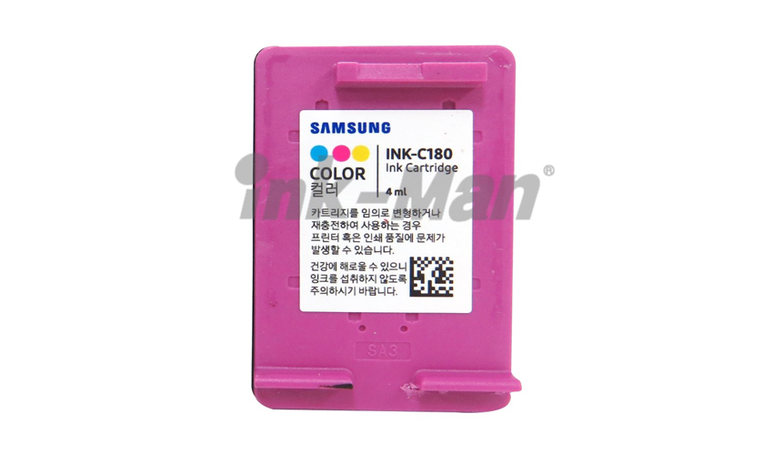 SAMSUNG
COLOR
컬러
INK-C180
Ink Cartridge
4 ml
카트리지를 임의로 변형하거나
재충전하여 사용하는 경우
프린터 혹은 인쇄 품질에 문제가
발생할 수 있습니다.
건강에 해로울 수 있으니
잉크를 섭취하지 않도록
주의하시기 바랍니다.
SA3
ink-Man®